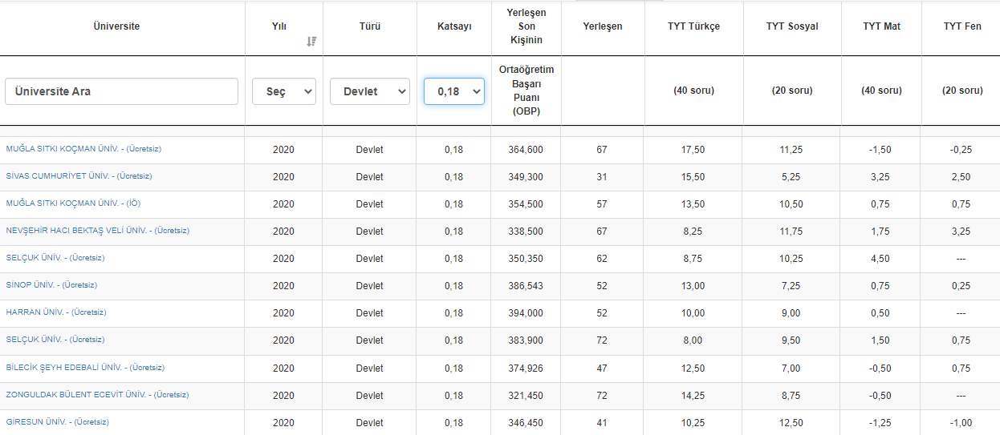 Üniversite Yılı Türü Katsayı Yerleşen Son Kişinin Yerleşen TYT Türkçe TYT Sosyal TYT Mat TYT Fen
Üniversite Ara Seç Devlet 0,18 Ortaöğretim Başarı Puanı (OBP) (40 soru) (20 soru) (40 soru) (20 soru)
MUĞLA SITKI KOÇMAN ÜNİV. - (Ücretsiz) 2020 Devlet 0,18 364,600 67 17,50 11,25 -1,50 -0,25
SİVAS CUMHURİYET ÜNİV. - (Ücretsiz) 2020 Devlet 0,18 349,300 31 15,50 5,25 3,25 2,50
MUĞLA SITKI KOÇMAN ÜNİV. - (İÖ) 2020 Devlet 0,18 354,500 57 13,50 10,50 0,75 0,75
NEVŞEHİR HACI BEKTAŞ VELİ ÜNİV. - (Ücretsiz) 2020 Devlet 0,18 338,500 67 8,25 11,75 1,75 3,25
SELÇUK ÜNİV. - (Ücretsiz) 2020 Devlet 0,18 350,350 62 8,75 10,25 4,50 ---
SİNOP ÜNİV. - (Ücretsiz) 2020 Devlet 0,18 386,543 52 13,00 7,25 0,75 0,25
HARRAN ÜNİV. - (Ücretsiz) 2020 Devlet 0,18 394,000 52 10,00 9,00 0,50 ---
SELÇUK ÜNİV. - (Ücretsiz) 2020 Devlet 0,18 383,900 72 8,00 9,50 1,50 0,75
BİLECİK ŞEYH EDEBALİ ÜNİV. - (Ücretsiz) 2020 Devlet 0,18 374,926 47 12,50 7,00 -0,50 0,75
ZONGULDAK BÜLENT ECEVİT ÜNİV. - (Ücretsiz) 2020 Devlet 0,18 321,450 72 14,25 8,75 -0,50 ---
GİRESUN ÜNİV. - (Ücretsiz) 2020 Devlet 0,18 346,450 41 10,25 12,50 -1,25 -1,00